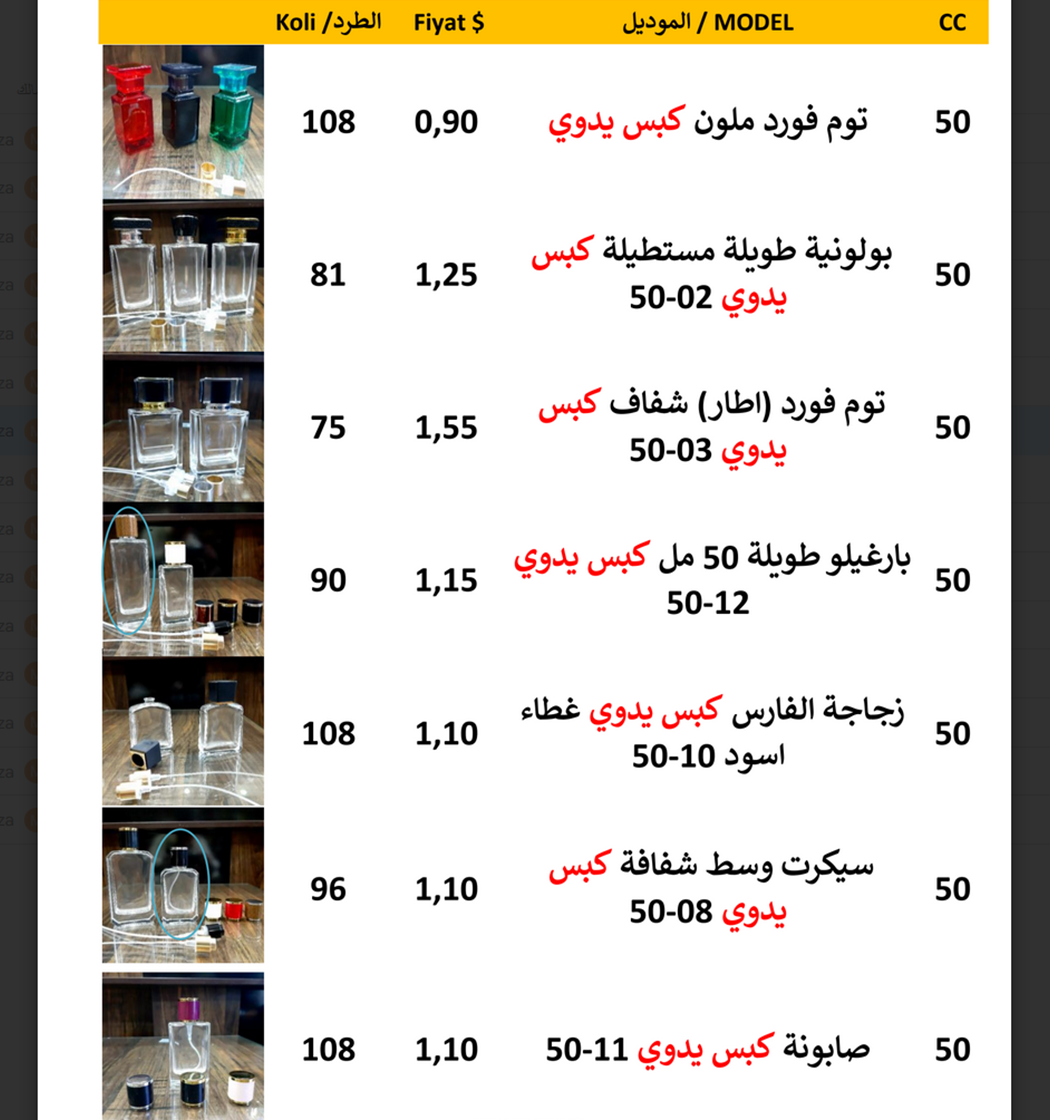 CC الموديل / MODEL Fiyat $ Koli /الطرد
50 توم فورد ملون كبس يدوي 0,90 108
بولونية طويلة مستطيلة كبس
50 يدوي 50-02 1,25 81
توم فورد (اطار) شفاف كبس
50 يدوي 50-03 1,55 75
بارغيلو طويلة 50 مل كبس يدوي
50 50-12 1,15 90
زجاجة الفارس كبس يدوي غطاء
50 اسود 50-10 1,10 108
سيكرت وسط شفافة كبس
50 يدوي 50-08 1,10 96
50 صابونة كبس يدوي 50-11 1,10 108